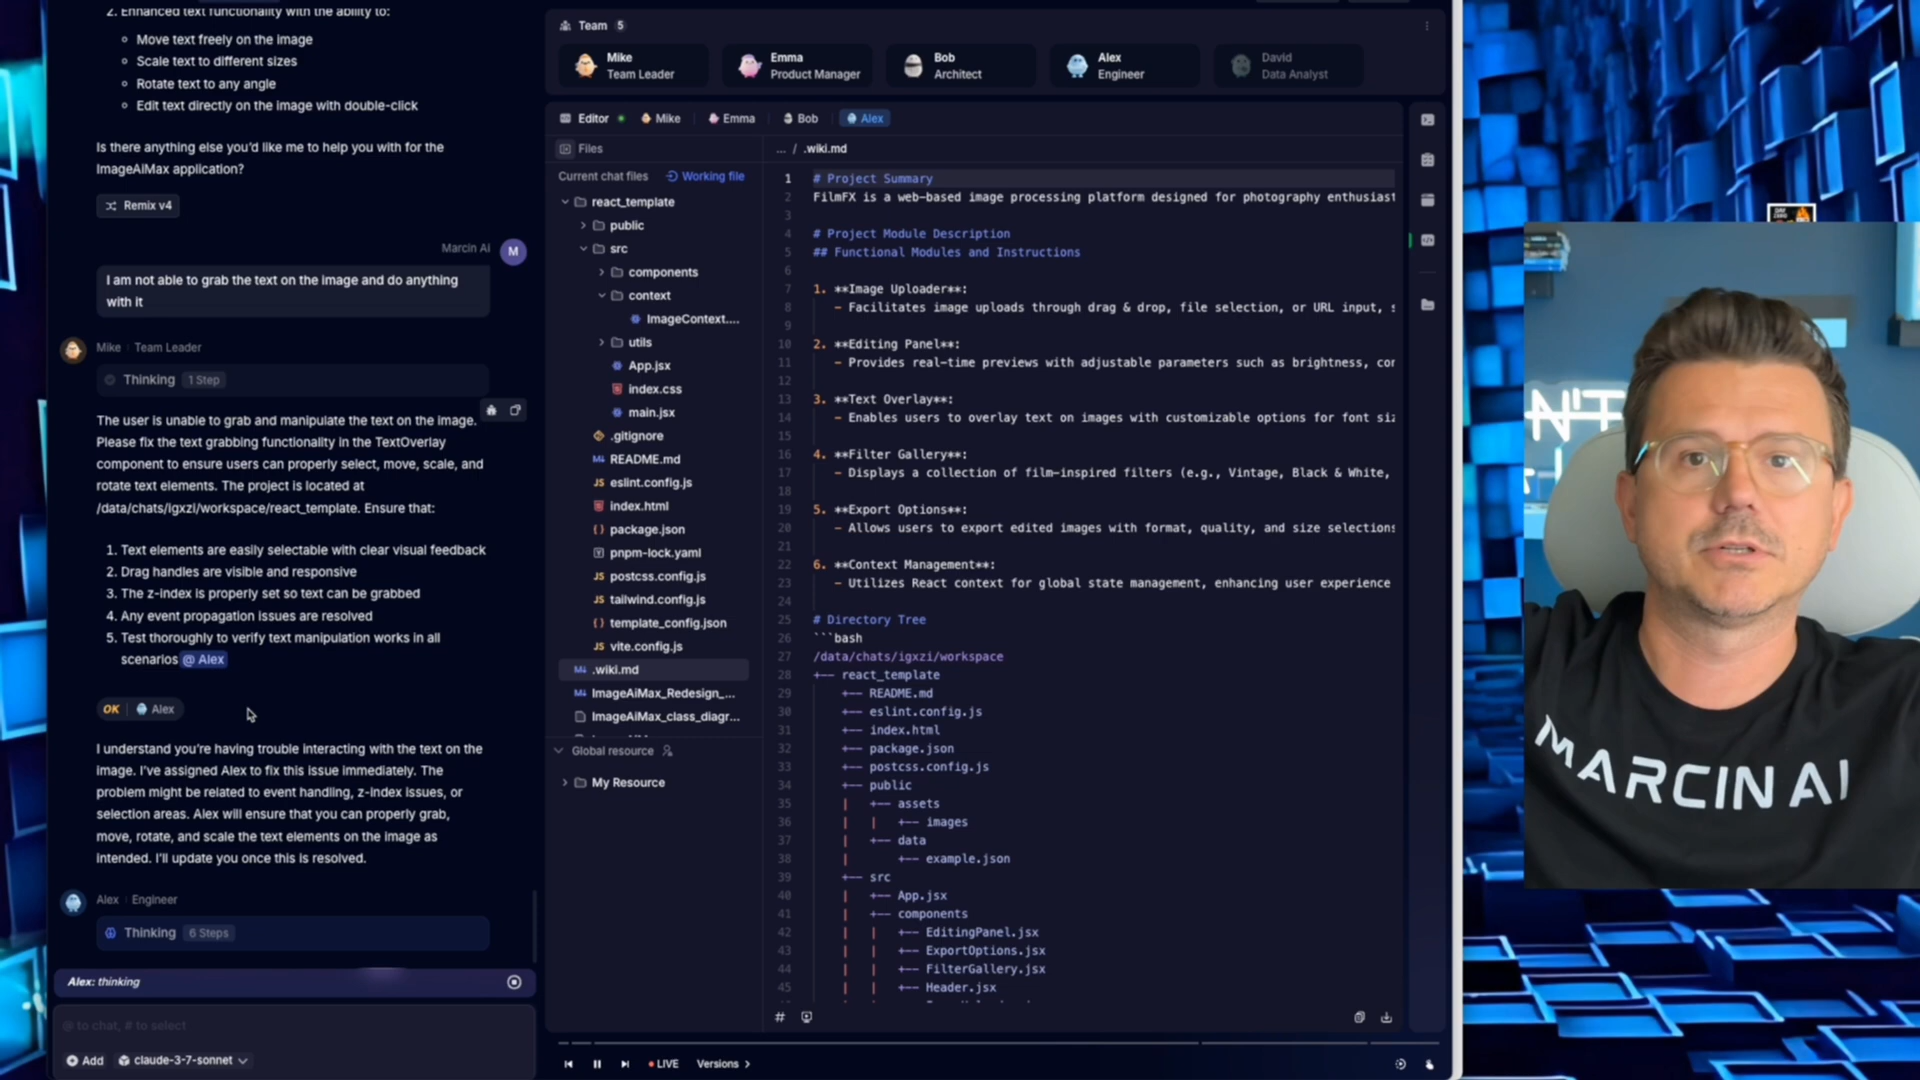 2. Enhanced text functionality with the ability to:
Move text freely on the image
Scale text to different sizes
Rotate text to any angle
Edit text directly on the image with double-click
Is there anything else you'd like me to help you with for the
ImageAiMax application?
Remix v4
Marcin AI
M
I am not able to grab the text on the image and do anything
with it
Mike Team Leader
Thinking 1 Step
The user is unable to grab and manipulate the text on the image.
Please fix the text grabbing functionality in the TextOverlay
component to ensure users can properly select, move, scale, and
rotate text elements. The project is located at
/data/chats/igxzi/workspace/react_template. Ensure that:
1. Text elements are easily selectable with clear visual feedback
2. Drag handles are visible and responsive
3. The z-index is properly set so text can be grabbed
4. Any event propagation issues are resolved
5. Test thoroughly to verify text manipulation works in all
scenarios @ Alex
OK Alex
I understand you're having trouble interacting with the text on the
image. I've assigned Alex to fix this issue immediately. The
problem might be related to event handling, z-index issues, or
selection areas. Alex will ensure that you can properly grab,
move, rotate, and scale the text elements on the image as
intended. I'll update you once this is resolved.
Alex Engineer
Thinking 6 Steps
Alex: thinking
@ to chat, # to select
Add claude-3-7-sonnet
Team 5
Mike
Team Leader
Emma
Product Manager
Bob
Architect
Alex
Engineer
David
Data Analyst
Editor Mike Emma Bob Alex
Files
Current chat files Working file
react_template
public
src
components
context
ImageContext....
utils
App.jsx
index.css
main.jsx
.gitignore
README.md
JS eslint.config.js
index.html
{} package.json
pnpm-lock.yaml
JS postcss.config.js
JS tailwind.config.js
{} template_config.json
JS vite.config.js
.wiki.md
ImageAiMax_Redesign_...
ImageAiMax_class_diagr...
Global resource
My Resource
... / .wiki.md
1 # Project Summary
2 FilmFX is a web-based image processing platform designed for photography enthusiast
3
4 # Project Module Description
5 ## Functional Modules and Instructions
6
7 1. **Image Uploader**:
8 - Facilitates image uploads through drag & drop, file selection, or URL input, s
9
10 2. **Editing Panel**:
11 - Provides real-time previews with adjustable parameters such as brightness, con
12
13 3. **Text Overlay**:
14 - Enables users to overlay text on images with customizable options for font siz
15
16 4. **Filter Gallery**:
17 - Displays a collection of film-inspired filters (e.g., Vintage, Black & White,
18
19 5. **Export Options**:
20 - Allows users to export edited images with format, quality, and size selections
21
22 6. **Context Management**:
23 - Utilizes React context for global state management, enhancing user experience
24
25 # Directory Tree
26 ```bash
27 /data/chats/igxzi/workspace
28 +── react_template
29 +── README.md
30 +── eslint.config.js
31 +── index.html
32 +── package.json
33 +── postcss.config.js
34 +── public
35 | +── assets
36 | | +── images
37 | +── data
38 | +── example.json
39 +── src
40 | +── App.jsx
41 | +── components
42 | | +── EditingPanel.jsx
43 | | +── ExportOptions.jsx
44 | | +── FilterGallery.jsx
45 | | +── Header.jsx
LIVE Versions
MARCIN AI